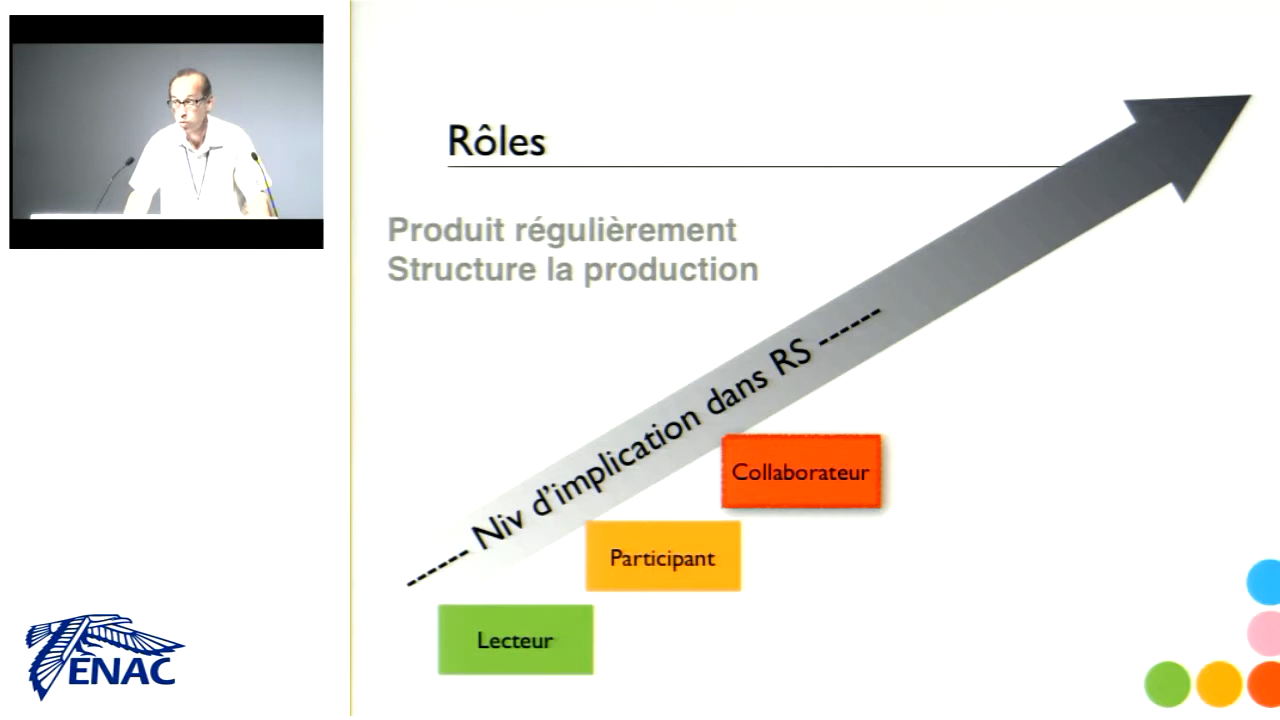 Rôles
Produit régulièrement
Structure la production
------ Niv d'implication dans RS ------
Collaborateur
Participant
Lecteur
ENAC